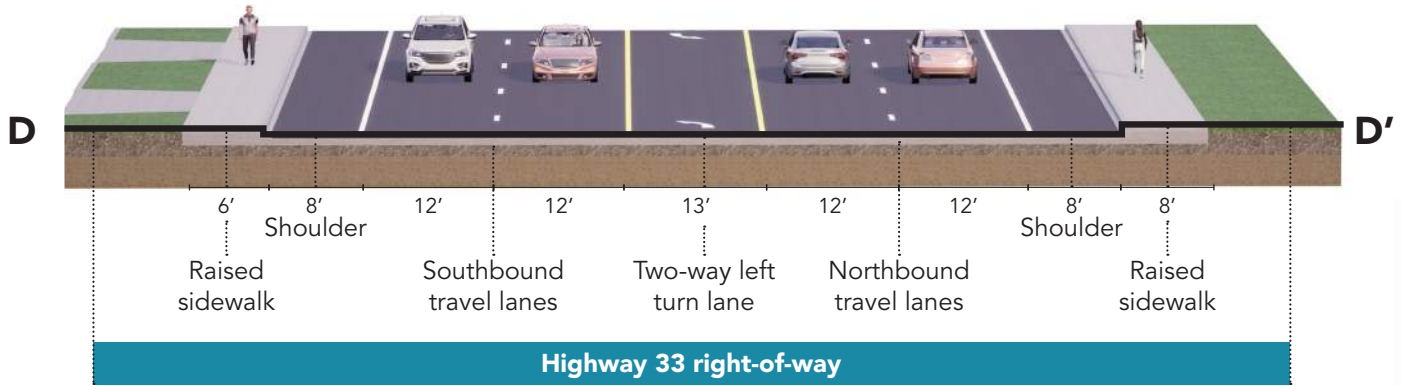 D
D’
6’
8’
12’
12’
13’
12’
12’
8’
8’
Shoulder
Shoulder
Raised
sidewalk
Southbound
travel lanes
Two-way left
turn lane
Northbound
travel lanes
Raised
sidewalk
Highway 33 right-of-way